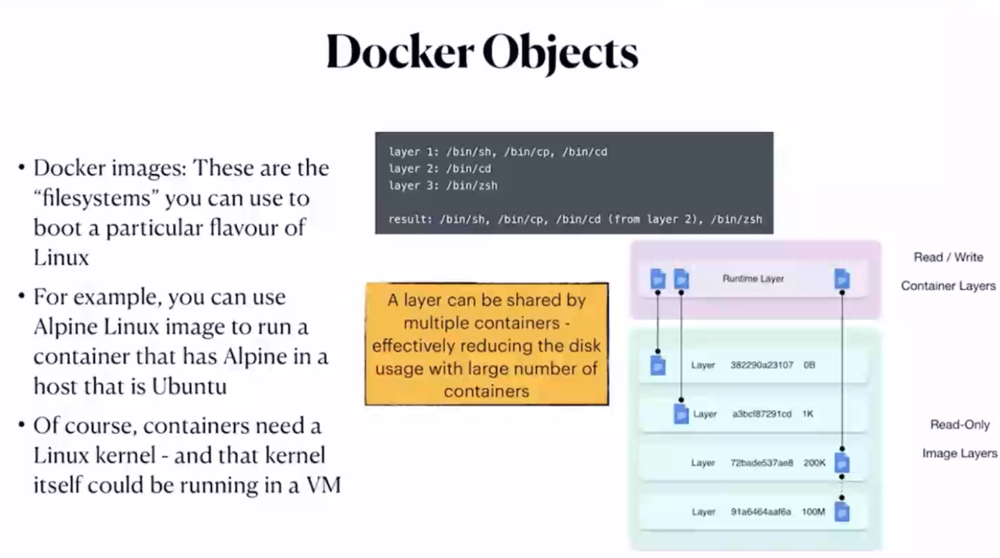 Docker Objects
• Docker images: These are the
“filesystems” you can use to
boot a particular flavour of
Linux
• For example, you can use
Alpine Linux image to run a
container that has Alpine in a
host that is Ubuntu
• Of course, containers need a
Linux kernel - and that kernel
itself could be running in a VM
layer 1: /bin/sh, /bin/cp, /bin/cd
layer 2: /bin/cd
layer 3: /bin/zsh
result: /bin/sh, /bin/cp, /bin/cd (from layer 2), /bin/zsh
A layer can be shared by
multiple containers -
effectively reducing the disk
usage with large number of
containers
Runtime Layer
Read / Write
Container Layers
Layer 382290a23107 0B
Layer a3bcf87291cd 1K
Layer 72bade537ae8 200K
Layer 91a6464aaf6a 100M
Read-Only
Image Layers